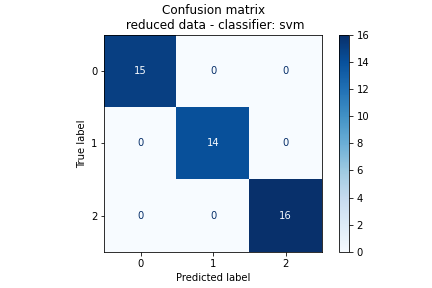 Confusion matrix
reduced data - classifier: svm
True label
0 15 0 0
1 0 14 0
2 0 0 16
0 1 2
Predicted label
16
14
12
10
8
6
4
2
0